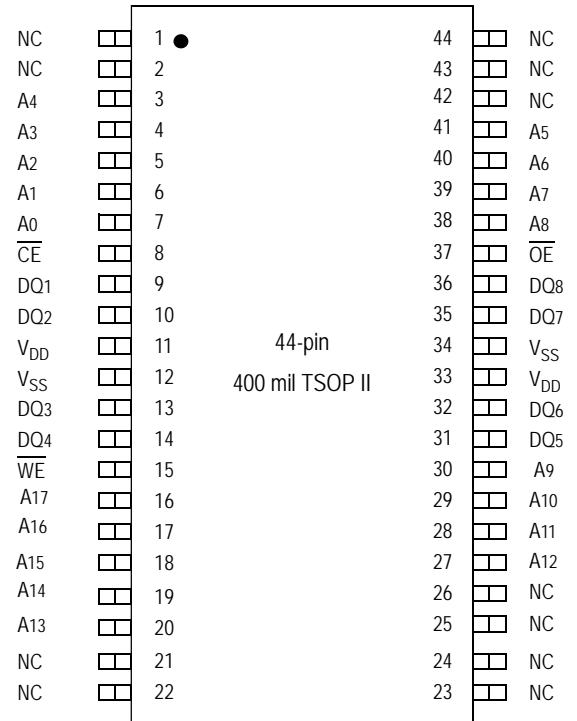 NC 1 44 NC
NC 2 43 NC
A4 3 42 NC
A3 4 41 A5
A2 5 40 A6
A1 6 39 A7
A0 7 38 A8
C̅E̅ 8 37 O̅E̅
DQ1 9 36 DQ8
DQ2 10 35 DQ7
VDD 11 44-pin 34 VSS
VSS 12 400 mil TSOP II 33 VDD
DQ3 13 32 DQ6
DQ4 14 31 DQ5
W̅E̅ 15 30 A9
A17 16 29 A10
A16 17 28 A11
A15 18 27 A12
A14 19 26 NC
A13 20 25 NC
NC 21 24 NC
NC 22 23 NC